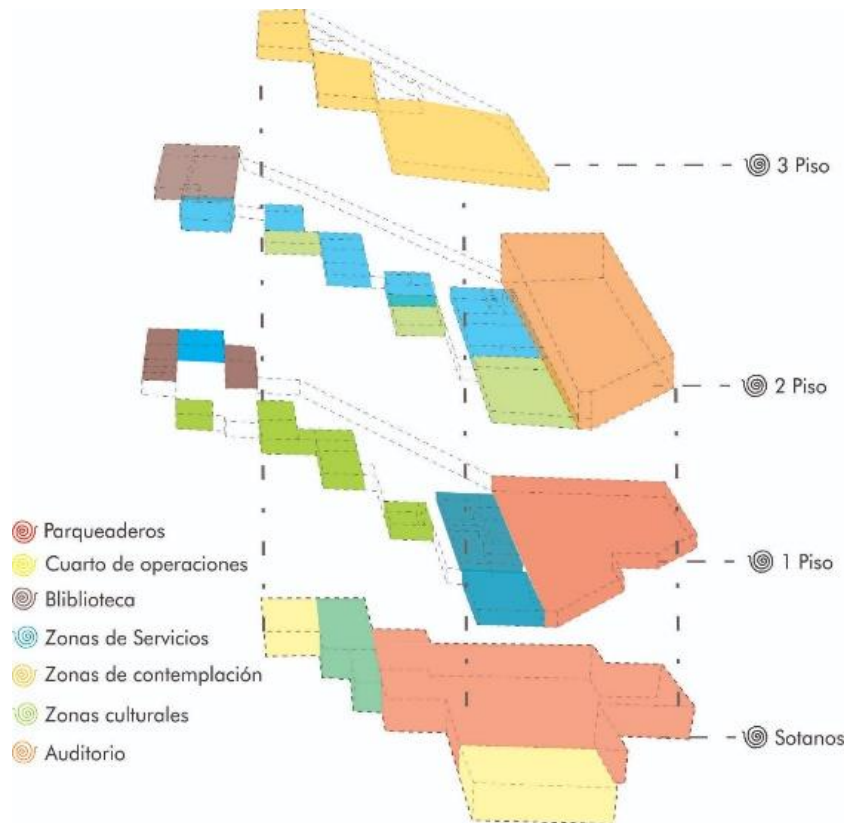 3 Piso
2 Piso
1 Piso
Sotanos
Parqueaderos
Cuarto de operaciones
Bliblioteca
Zonas de Servicios
Zonas de contemplación
Zonas culturales
Auditorio